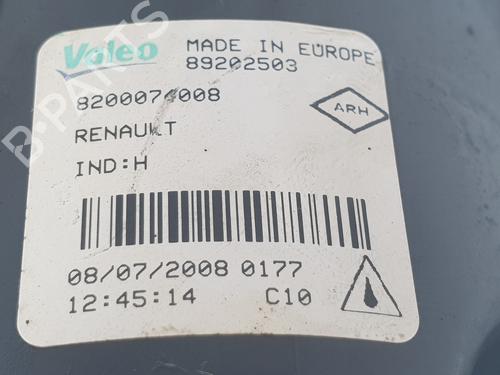 Valeo
MADE IN EUROPE
89202503
8200074008
RENAULT
IND:H
ARH
08/07/2008 0177
12:45:14
C10
B-PARTS